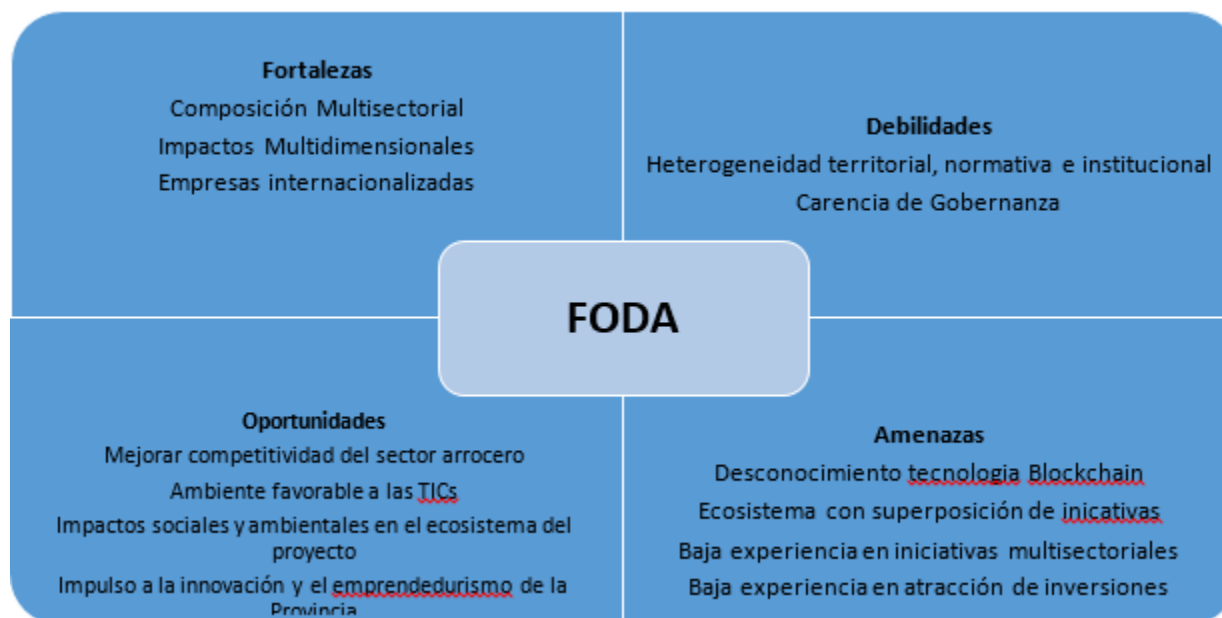 Fortalezas
Composición Multisectorial
Impactos Multidimensionales
Empresas internacionalizadas
Debilidades
Heterogeneidad territorial, normativa e institucional
Carencia de Gobernanza
FODA
Oportunidades
Mejorar competitividad del sector arrocero
Ambiente favorable a las TICs
Impactos sociales y ambientales en el ecosistema del
proyecto
Impulso a la innovación y el emprendedurismo de la
Provincia
Amenazas
Desconocimiento tecnologia Blockchain
Ecosistema con superposición de inicativas
Baja experiencia en iniciativas multisectoriales
Baja experiencia en atracción de inversiones